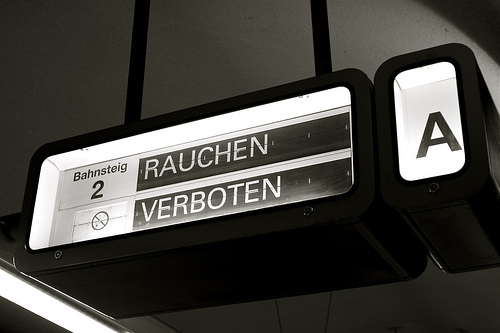 Bahnsteig
2
RAUCHEN
VERBOTEN
A